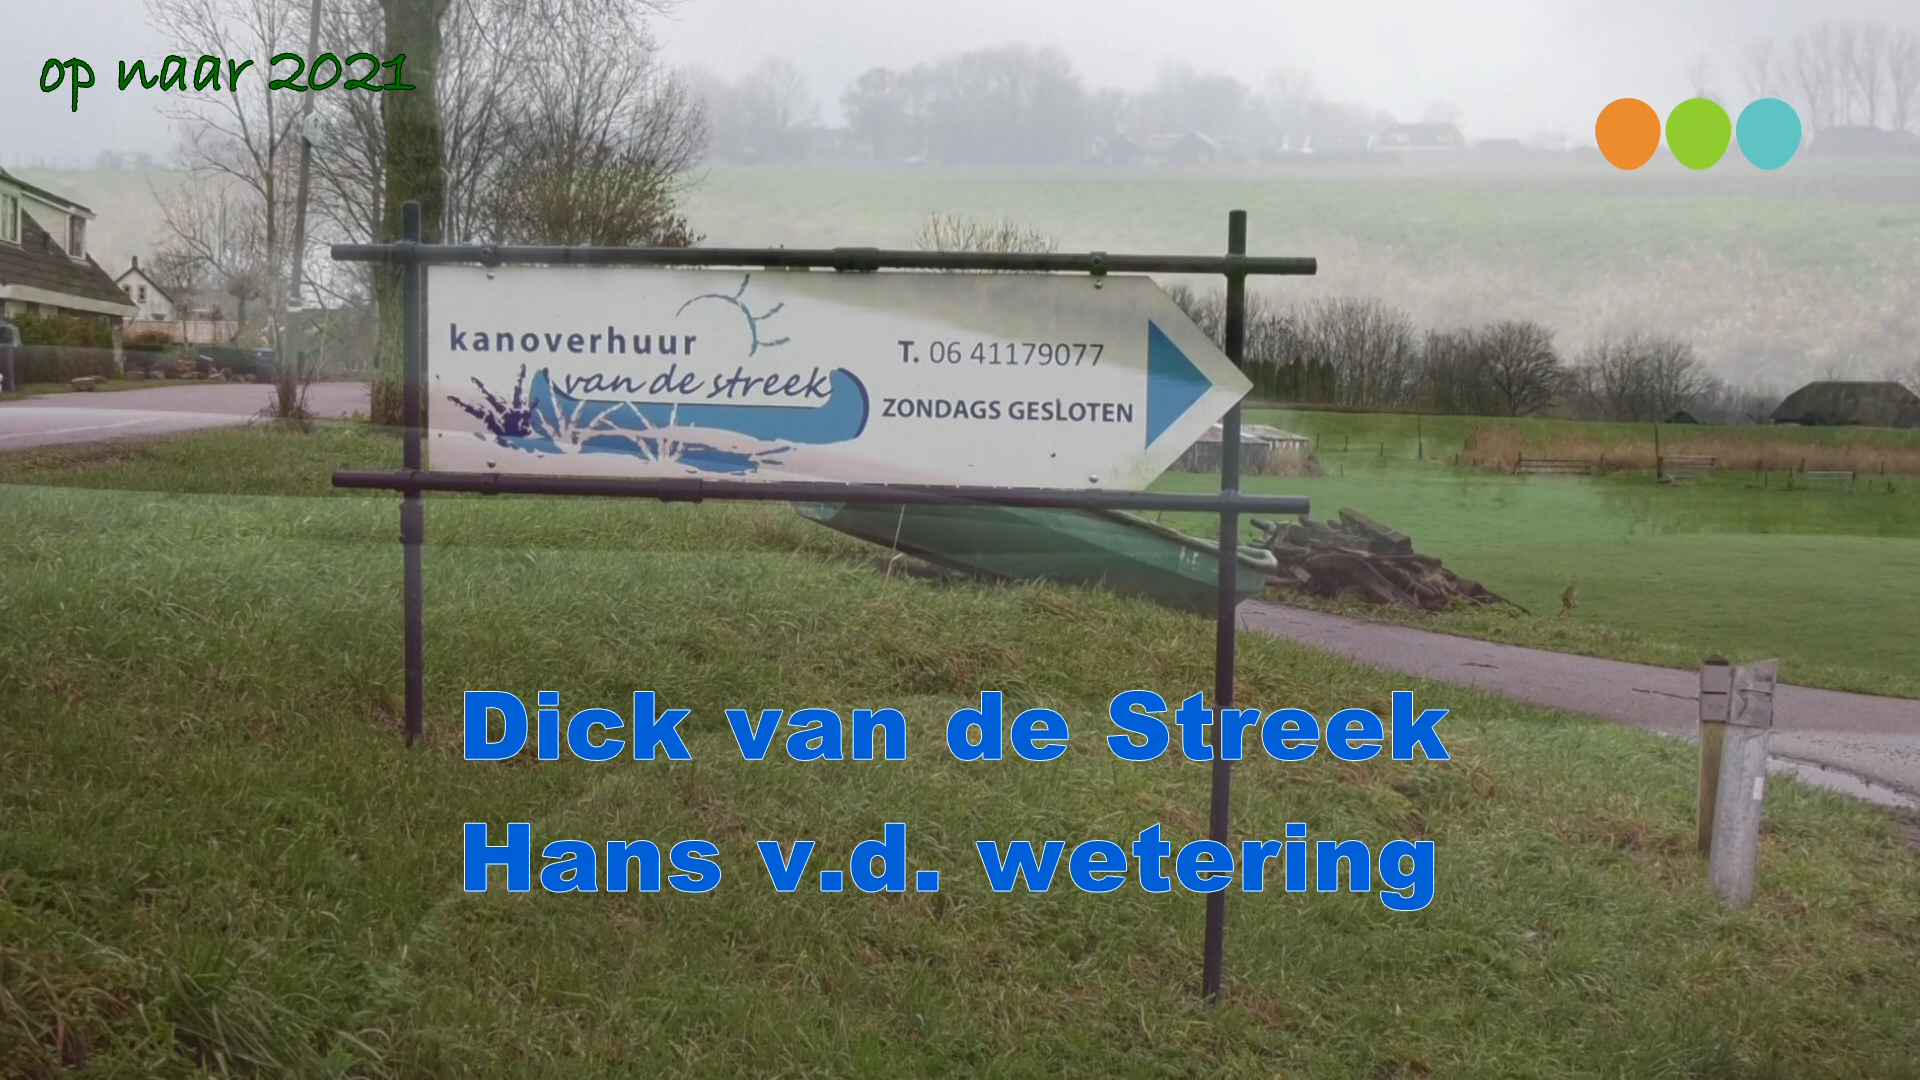 op naar 2021
kanoverhuur
van de streek
T. 06 41179077
ZONDAGS GESLOTEN
Dick van de Streek
Hans v.d. wetering